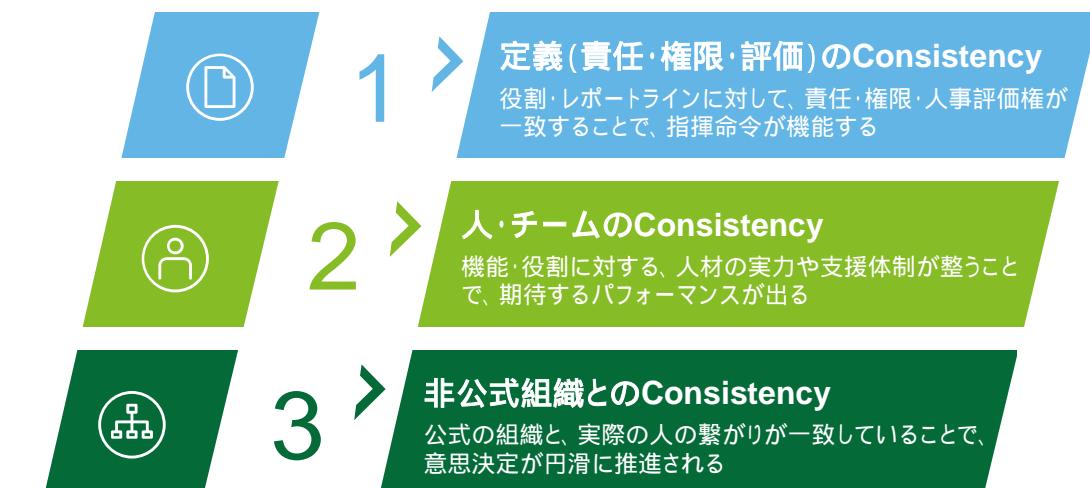 1
定義(責任・権限・評価)のConsistency
役割・レポートラインに対して、責任・権限・人事評価権が
一致することで、指揮命令が機能する
2
人・チームのConsistency
機能・役割に対する、人材の実力や支援体制が整うこと
で、期待するパフォーマンスが出る
3
非公式組織とのConsistency
公式の組織と、実際の人の繋がりが一致していることで、
意思決定が円滑に推進される